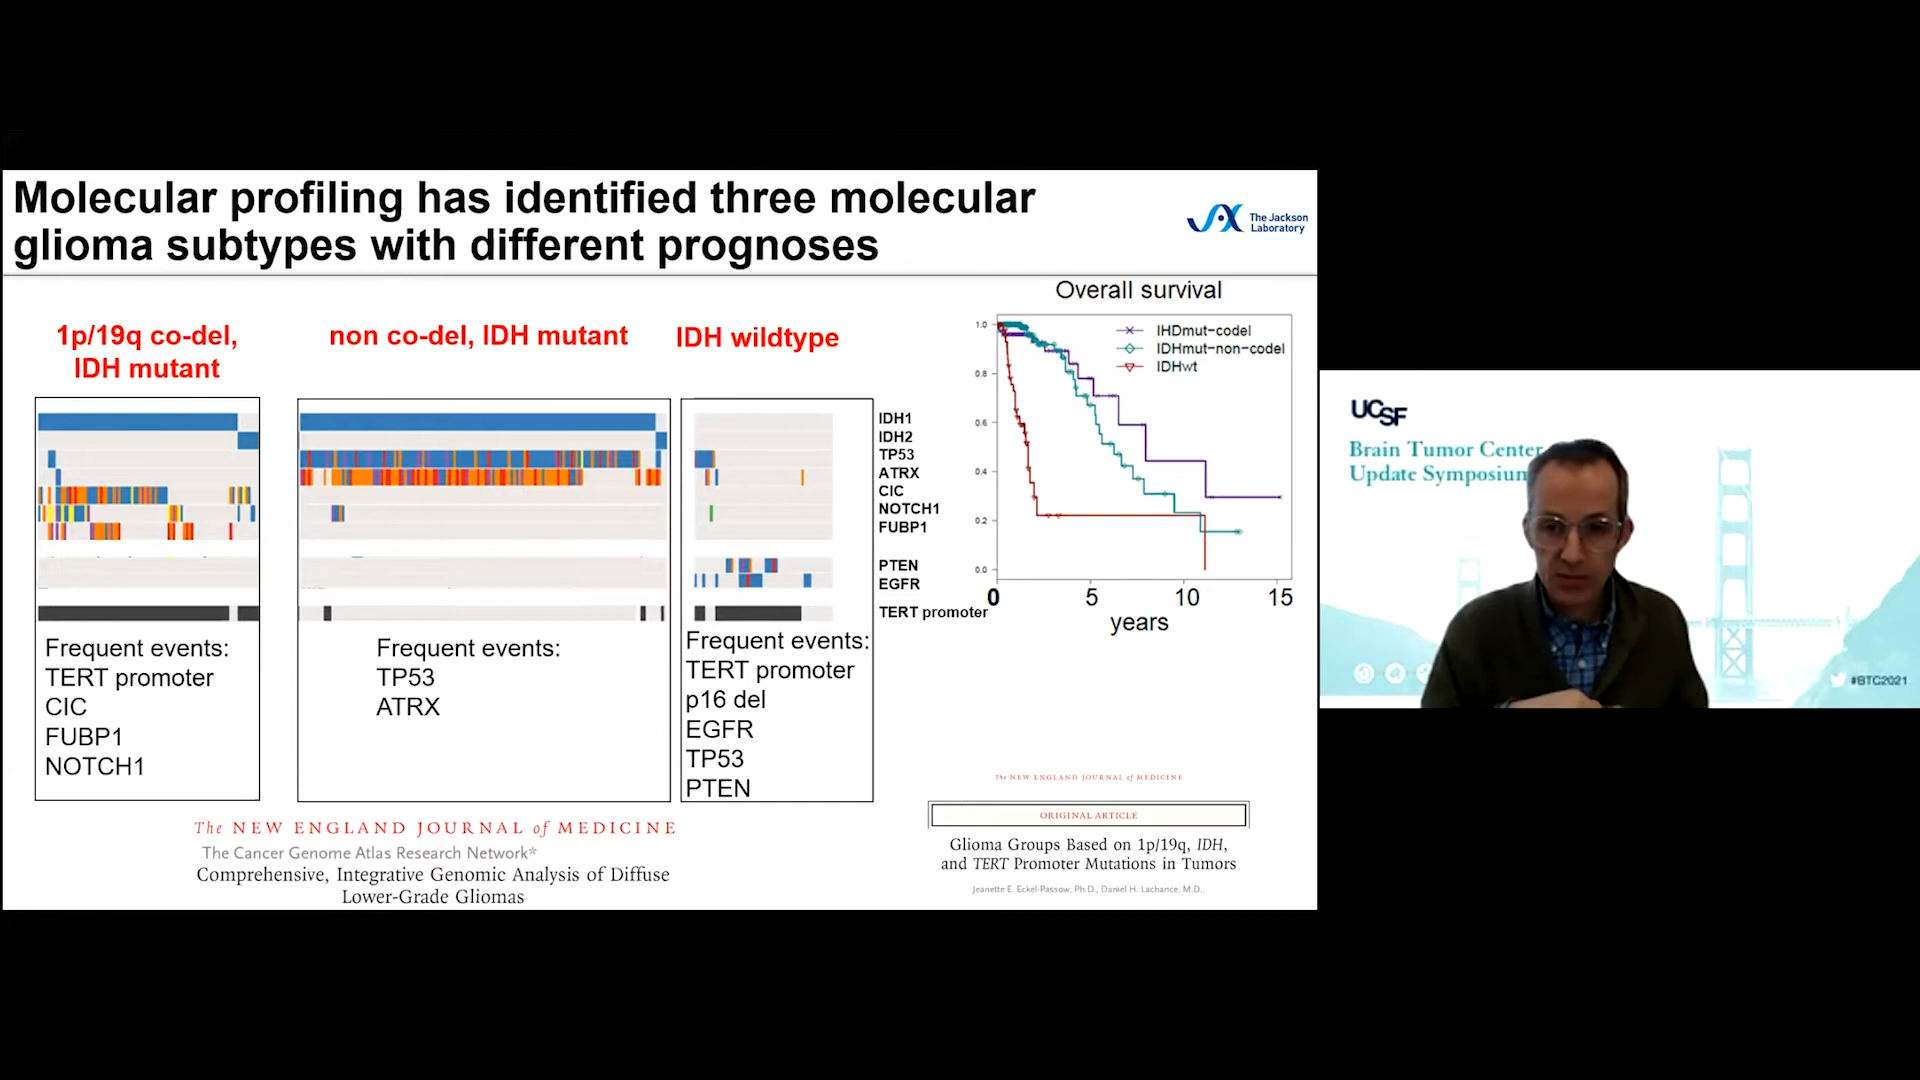 Molecular profiling has identified three molecular
glioma subtypes with different prognoses
The Jackson
Laboratory
1p/19q co-del,
IDH mutant
non co-del, IDH mutant
IDH wildtype
IDH1
IDH2
TP53
ATRX
CIC
NOTCH1
FUBP1
PTEN
EGFR
TERT promoter
Frequent events:
TERT promoter
CIC
FUBP1
NOTCH1
Frequent events:
TP53
ATRX
Frequent events:
TERT promoter
p16 del
EGFR
TP53
PTEN
Overall survival
IHDmut-codel
IDHmut-non-codel
IDHwt
1.0
0.8
0.6
0.4
0.2
0.0
0 5 10 15
years
The NEW ENGLAND JOURNAL of MEDICINE
The Cancer Genome Atlas Research Network*
Comprehensive, Integrative Genomic Analysis of Diffuse
Lower-Grade Gliomas
The NEW ENGLAND JOURNAL of MEDICINE
ORIGINAL ARTICLE
Glioma Groups Based on 1p/19q, IDH,
and TERT Promoter Mutations in Tumors
Jeanette E. Eckel-Passow, Ph.D., Daniel H. Lachance, M.D.,
UCSF
Brain Tumor Center
Update Symposium
#BTC2021